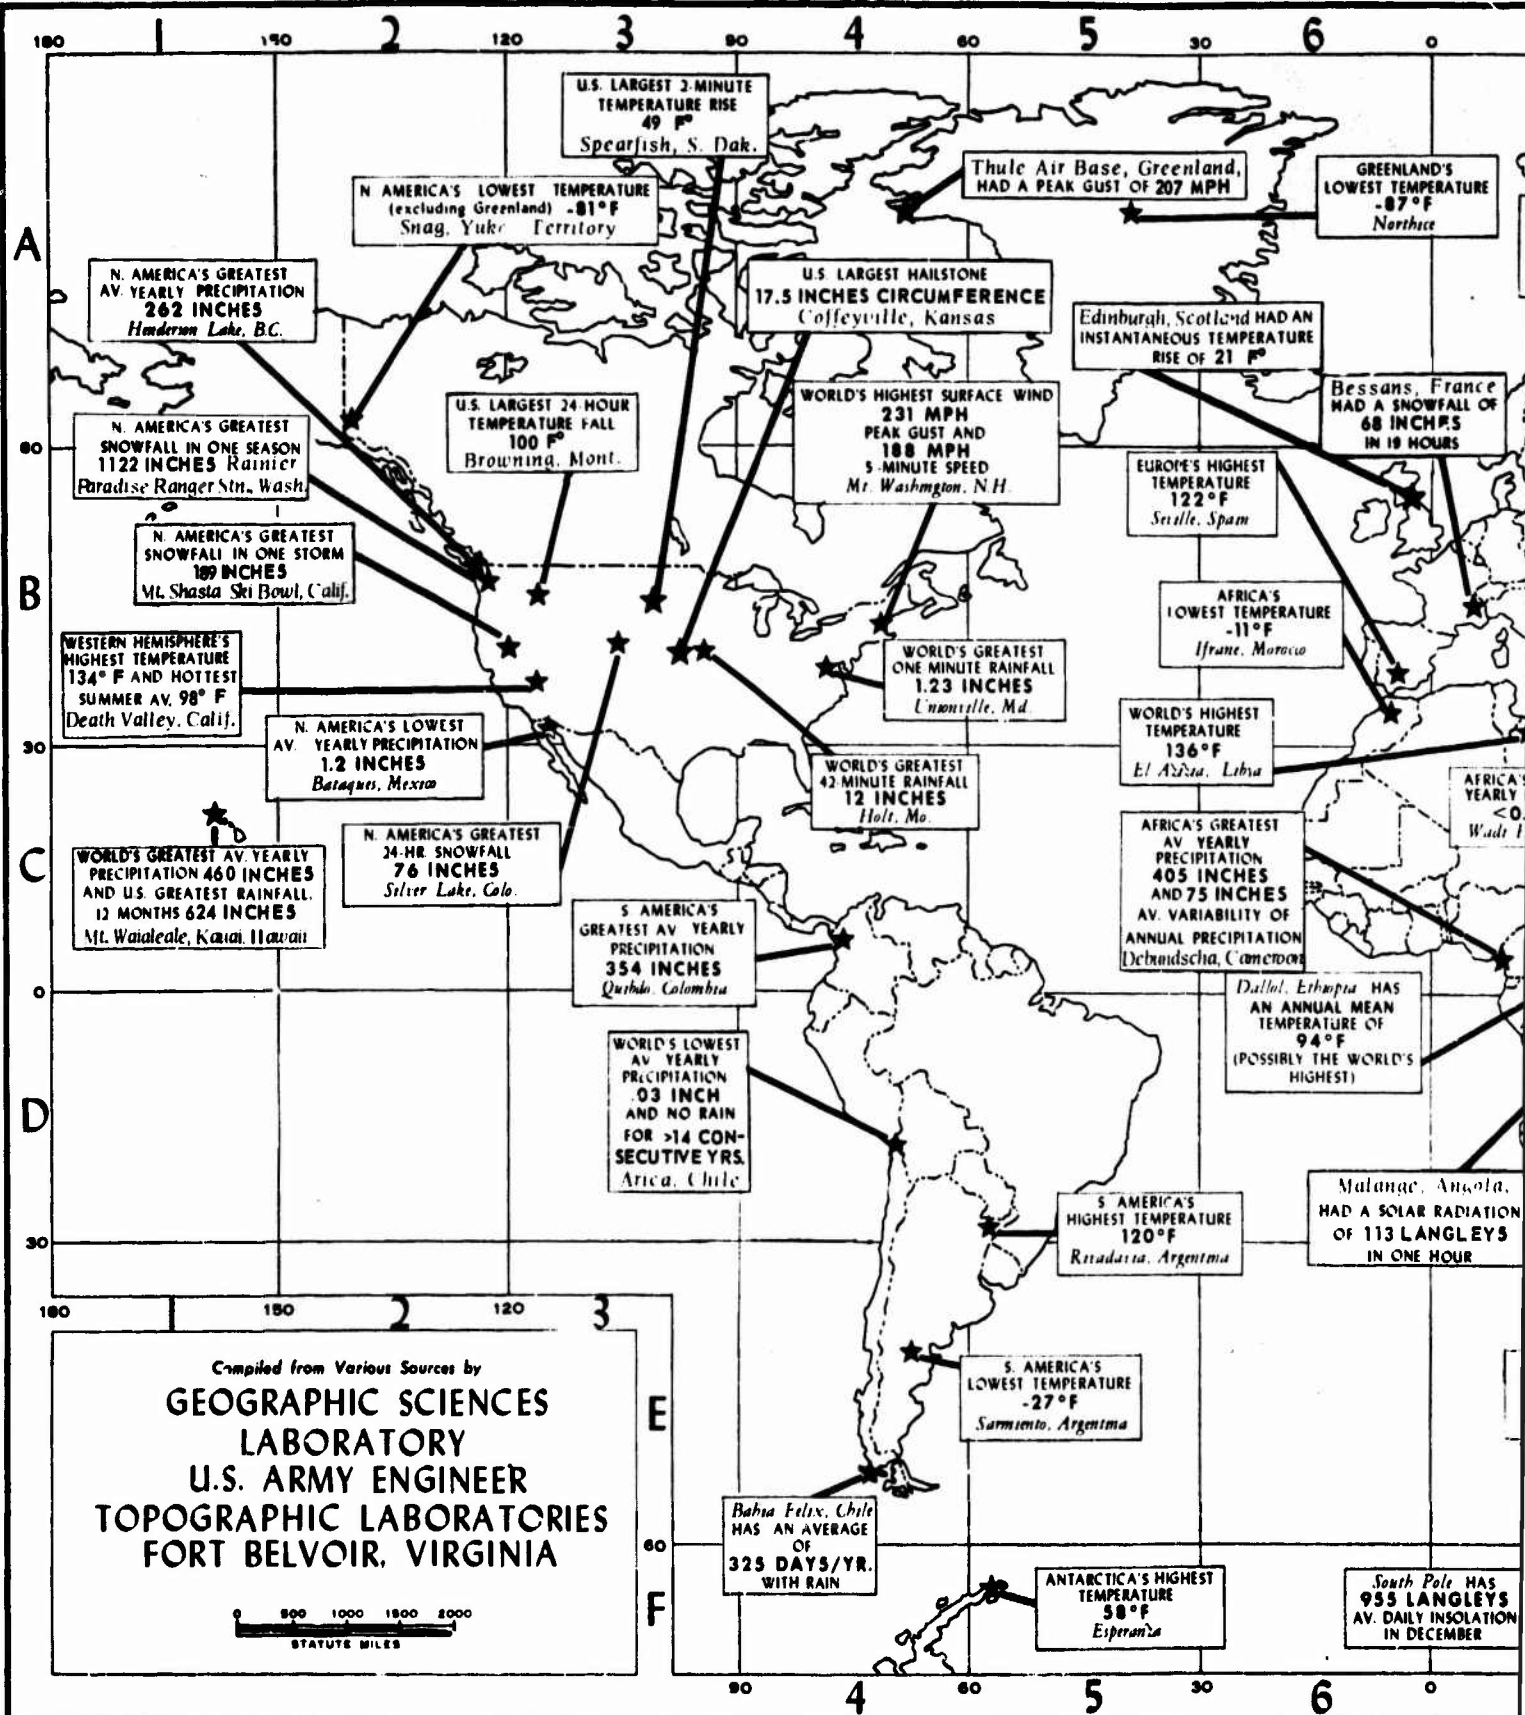 180 150 120 90 60 30 0
1 2 3 4 5 6
U.S. LARGEST 2-MINUTE
TEMPERATURE RISE
49 F°
Spearfish, S. Dak.
Thule Air Base, Greenland,
HAD A PEAK GUST OF 207 MPH
GREENLAND'S
LOWEST TEMPERATURE
-87°F
Northice
N AMERICA'S LOWEST TEMPERATURE
(excluding Greenland) -81°F
Snag, Territory
A
N. AMERICA'S GREATEST
AV. YEARLY PRECIPITATION
262 INCHES
Henderson Lake, B.C.
U.S. LARGEST HAILSTONE
17.5 INCHES CIRCUMFERENCE
Coffeyville, Kansas
Edinburgh, Scotland HAD AN
INSTANTANEOUS TEMPERATURE
RISE OF 21 F°
Bessans, France
HAD A SNOWFALL OF
68 INCHES
IN 19 HOURS
U.S. LARGEST 24-HOUR
TEMPERATURE FALL
100 F°
Browning, Mont.
WORLD'S HIGHEST SURFACE WIND
231 MPH
PEAK GUST AND
188 MPH
5-MINUTE SPEED
Mt. Washington, N.H.
N. AMERICA'S GREATEST
SNOWFALL IN ONE SEASON
1122 INCHES Rainier
Paradise Ranger Stn., Wash.
60
EUROPE'S HIGHEST
TEMPERATURE
122°F
Seville, Spain
N. AMERICA'S GREATEST
SNOWFALL IN ONE STORM
189 INCHES
Mt. Shasta Ski Bowl, Calif.
B
AFRICA'S
LOWEST TEMPERATURE
-11°F
Ifrane, Morocco
WESTERN HEMISPHERE'S
HIGHEST TEMPERATURE
134° F AND HOTTEST
SUMMER AV. 98° F
Death Valley, Calif.
WORLD'S GREATEST
ONE MINUTE RAINFALL
1.23 INCHES
Unionville, Md.
N. AMERICA'S LOWEST
AV. YEARLY PRECIPITATION
1.2 INCHES
Bataques, Mexico
30
WORLD'S HIGHEST
TEMPERATURE
136°F
El Azizia, Libya
WORLD'S GREATEST
42-MINUTE RAINFALL
12 INCHES
Holt, Mo.
AFRICA'S
YEARLY
<0.
Wadi
C
N. AMERICA'S GREATEST
24-HR. SNOWFALL
76 INCHES
Silver Lake, Colo.
WORLD'S GREATEST AV. YEARLY
PRECIPITATION 460 INCHES
AND U.S. GREATEST RAINFALL,
12 MONTHS 624 INCHES
Mt. Waialeale, Kauai, Hawaii
AFRICA'S GREATEST
AV YEARLY
PRECIPITATION
405 INCHES
AND 75 INCHES
AV. VARIABILITY OF
ANNUAL PRECIPITATION
Debundscha, Cameroon
S AMERICA'S
GREATEST AV YEARLY
PRECIPITATION
354 INCHES
Quibdo, Colombia
0
Dallol, Ethiopia HAS
AN ANNUAL MEAN
TEMPERATURE OF
94°F
(POSSIBLY THE WORLD'S
HIGHEST)
WORLD'S LOWEST
AV YEARLY
PRECIPITATION
.03 INCH
AND NO RAIN
FOR >14 CON-
SECUTIVE YRS.
Arica, Chile
D
Malange, Angola,
HAD A SOLAR RADIATION
OF 113 LANGLEYS
IN ONE HOUR
S AMERICA'S
HIGHEST TEMPERATURE
120°F
Rivadavia, Argentina
30
180 150 120
1 2 3
Compiled from Various Sources by
GEOGRAPHIC SCIENCES
LABORATORY
U.S. ARMY ENGINEER
TOPOGRAPHIC LABORATORIES
FORT BELVOIR, VIRGINIA
0 500 1000 1500 2000
STATUTE MILES
S. AMERICA'S
LOWEST TEMPERATURE
-27°F
Sarmiento, Argentina
E
Bahia Felix, Chile
HAS AN AVERAGE
OF
325 DAYS/YR.
WITH RAIN
60
F
ANTARCTICA'S HIGHEST
TEMPERATURE
58°F
Esperanza
South Pole HAS
955 LANGLEYS
AV. DAILY INSOLATION
IN DECEMBER
90 60 30 0
4 5 6